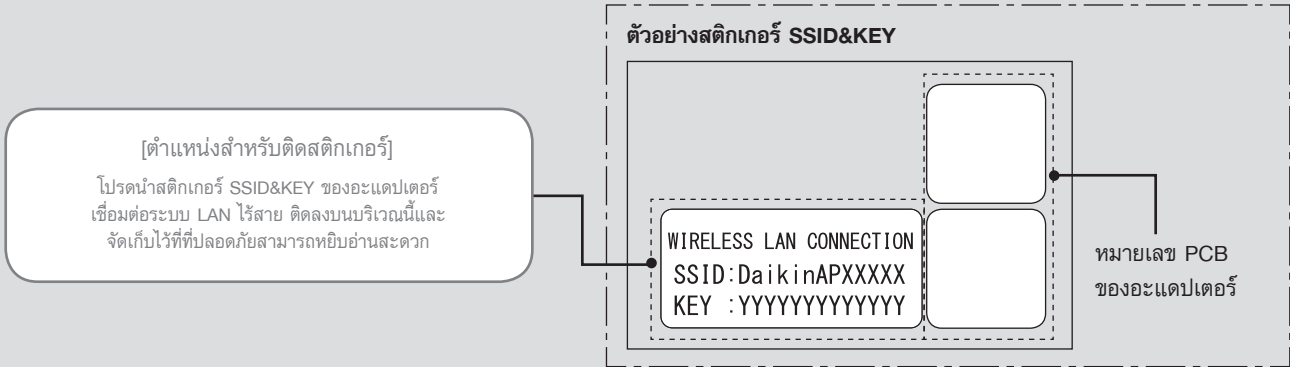 ตัวอย่างสติกเกอร์ SSID&KEY
[ตำแหน่งสำหรับติดสติกเกอร์]
โปรดนำสติกเกอร์ SSID&KEY ของอะแดปเตอร์
เชื่อมต่อระบบ LAN ไร้สาย ติดลงบนบริเวณนี้และ
จัดเก็บไว้ที่ที่ปลอดภัยสามารถหยิบอ่านสะดวก
WIRELESS LAN CONNECTION
SSID:DaikinAPXXXXX
KEY :YYYYYYYYYYYYY
หมายเลข PCB
ของอะแดปเตอร์